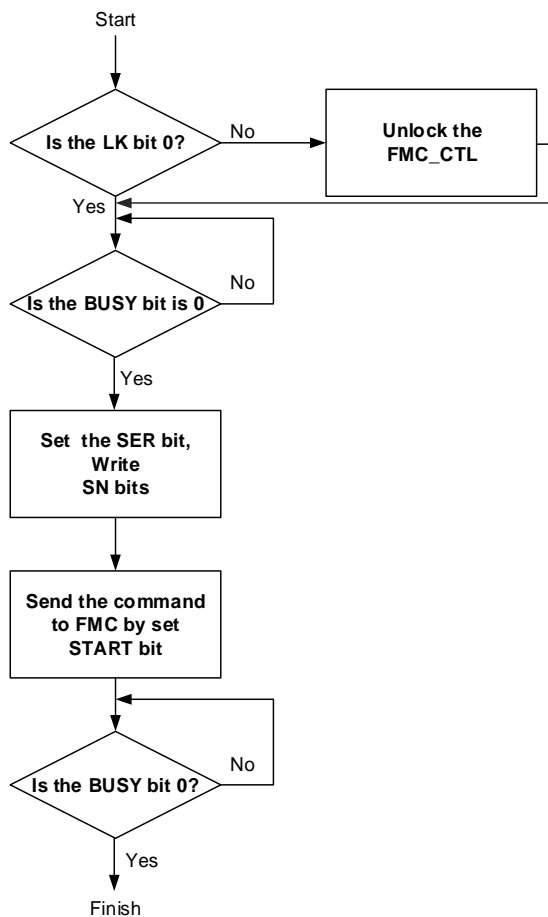 Start
Is the LK bit 0?
No
Unlock the
FMC_CTL
Yes
No
Is the BUSY bit is 0
Yes
Set  the SER bit,
Write
SN bits
Send the command
to FMC by set
START bit
No
Is the BUSY bit 0?
Yes
Finish